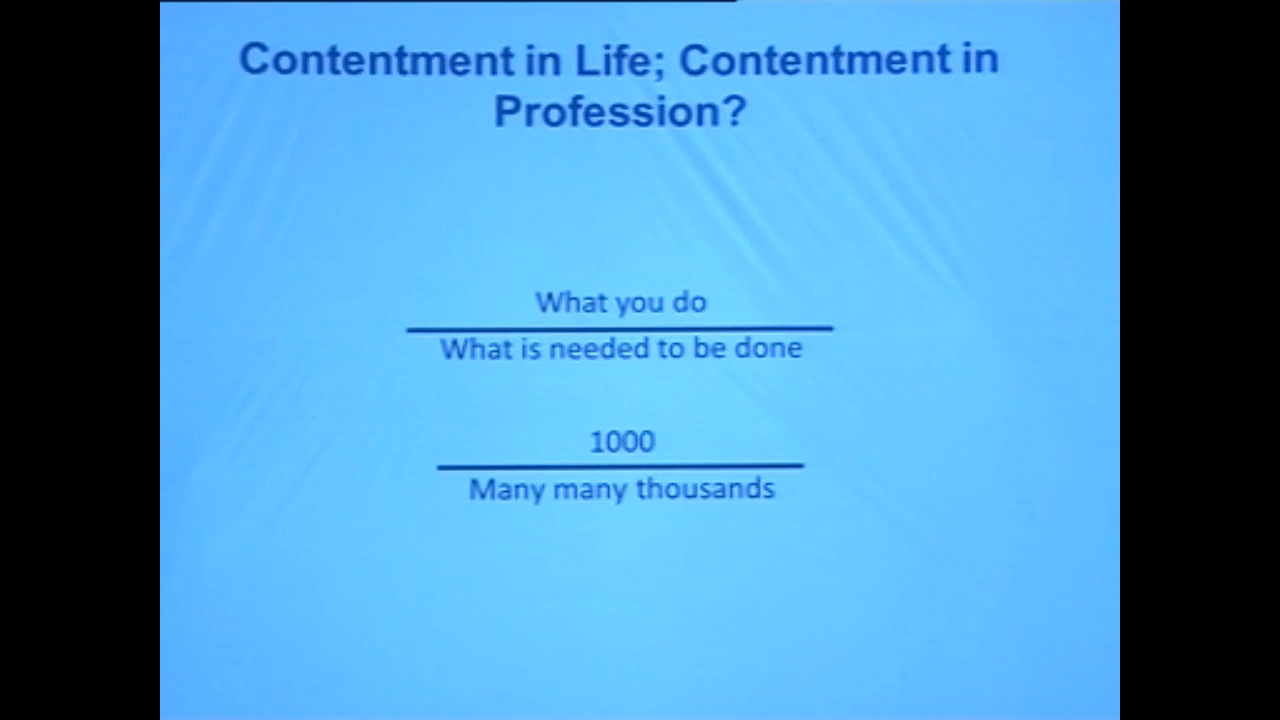 Contentment in Life; Contentment in
Profession?
What you do
What is needed to be done
1000
Many many thousands